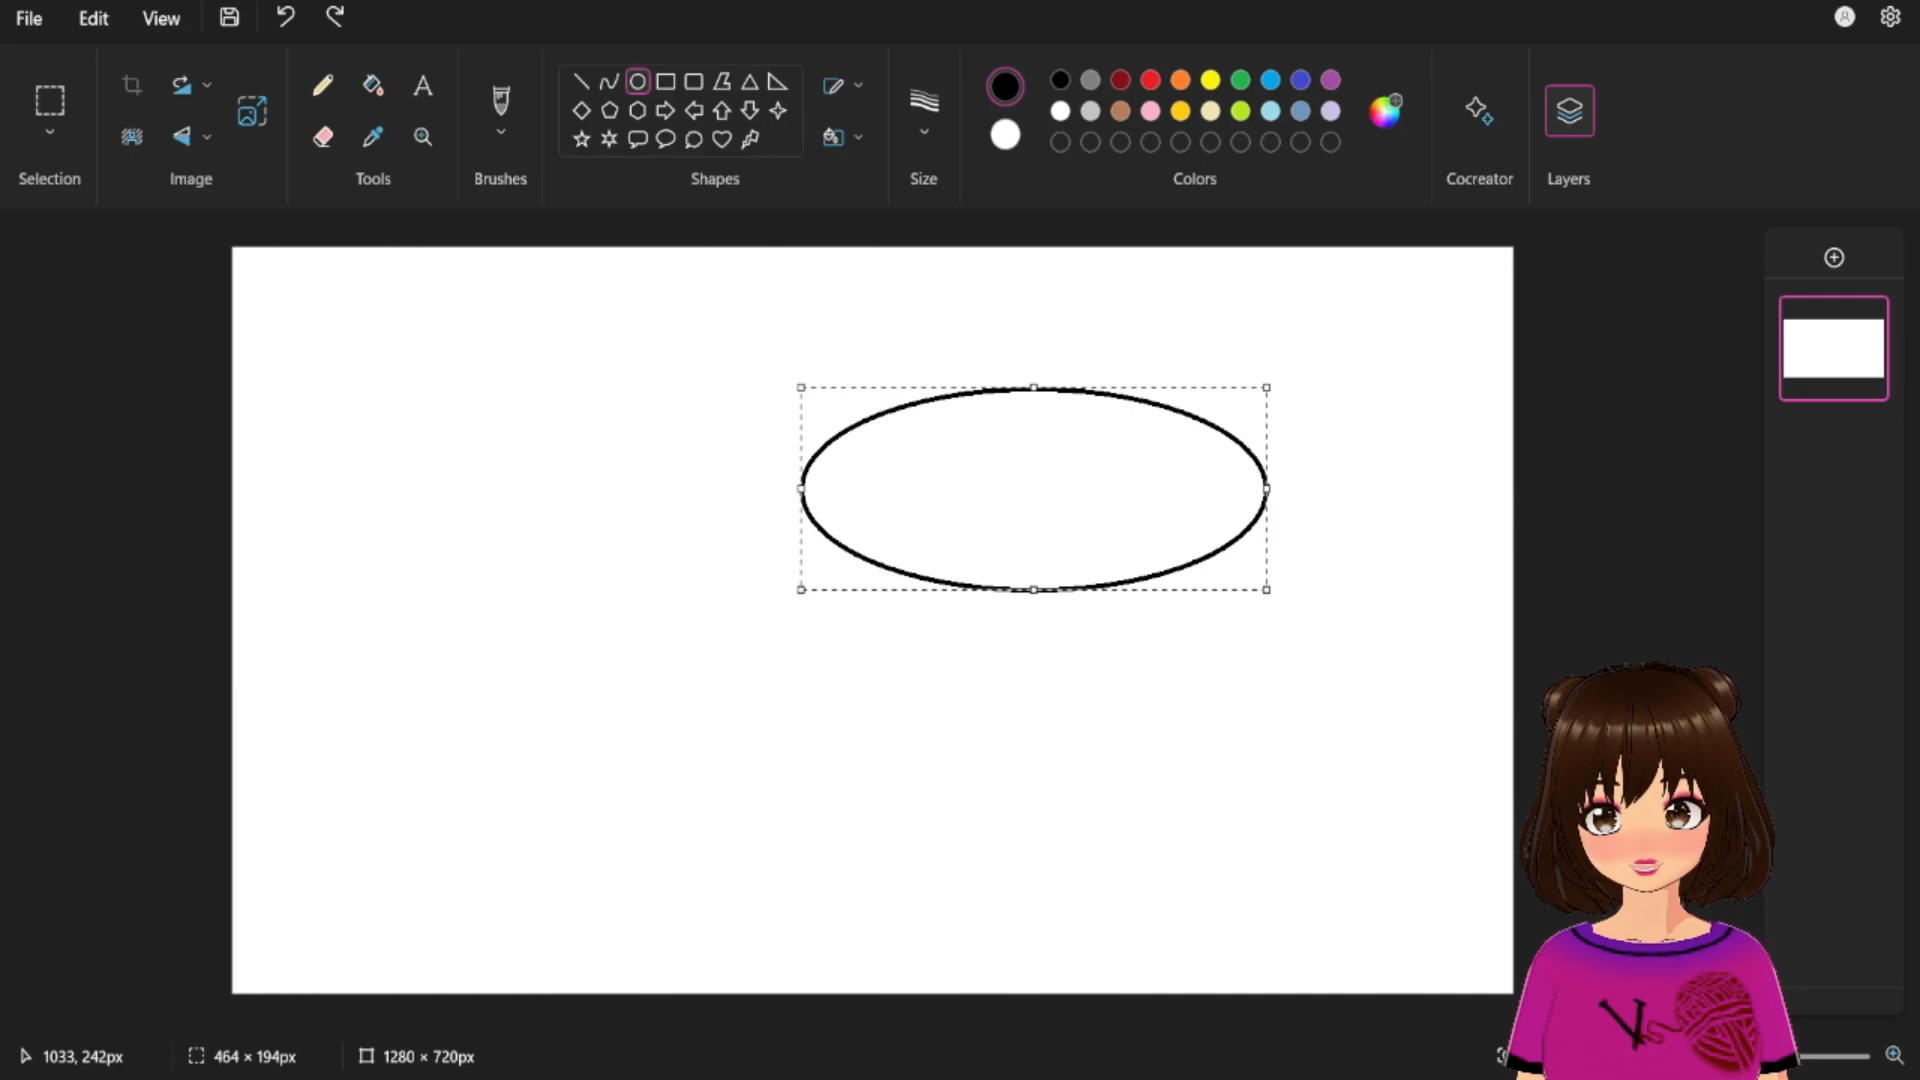 File Edit View
Selection Image Tools Brushes Shapes Size Colors Cocreator Layers
1033, 242px 464 × 194px 1280 × 720px